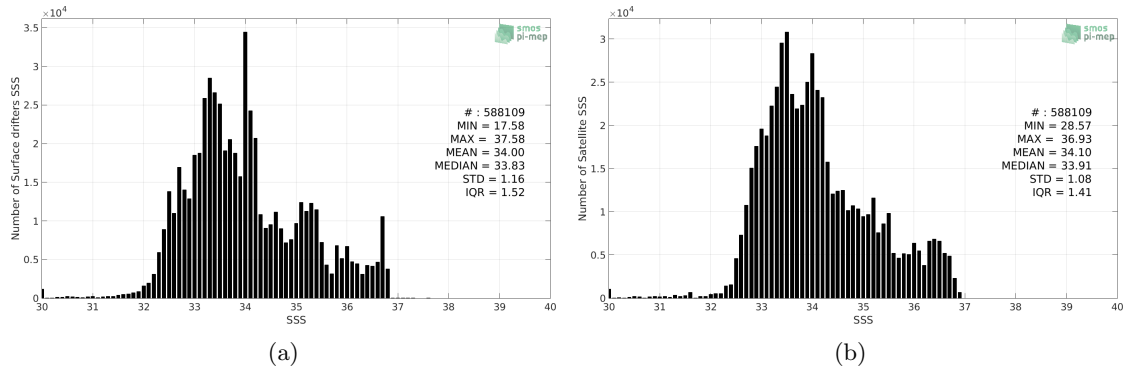 ×10^4
3.5
3
2.5
2
1.5
1
0.5
0
30 31 32 33 34 35 36 37 38 39 40
SSS
Number of Surface drifters SSS
smos
pi-mep
# : 588109
MIN = 17.58
MAX = 37.58
MEAN = 34.00
MEDIAN = 33.83
STD = 1.16
IQR = 1.52
(a)
×10^4
3
2.5
2
1.5
1
0.5
0
30 31 32 33 34 35 36 37 38 39 40
SSS
Number of Satellite SSS
smos
pi-mep
# : 588109
MIN = 28.57
MAX = 36.93
MEAN = 34.10
MEDIAN = 33.91
STD = 1.08
IQR = 1.41
(b)